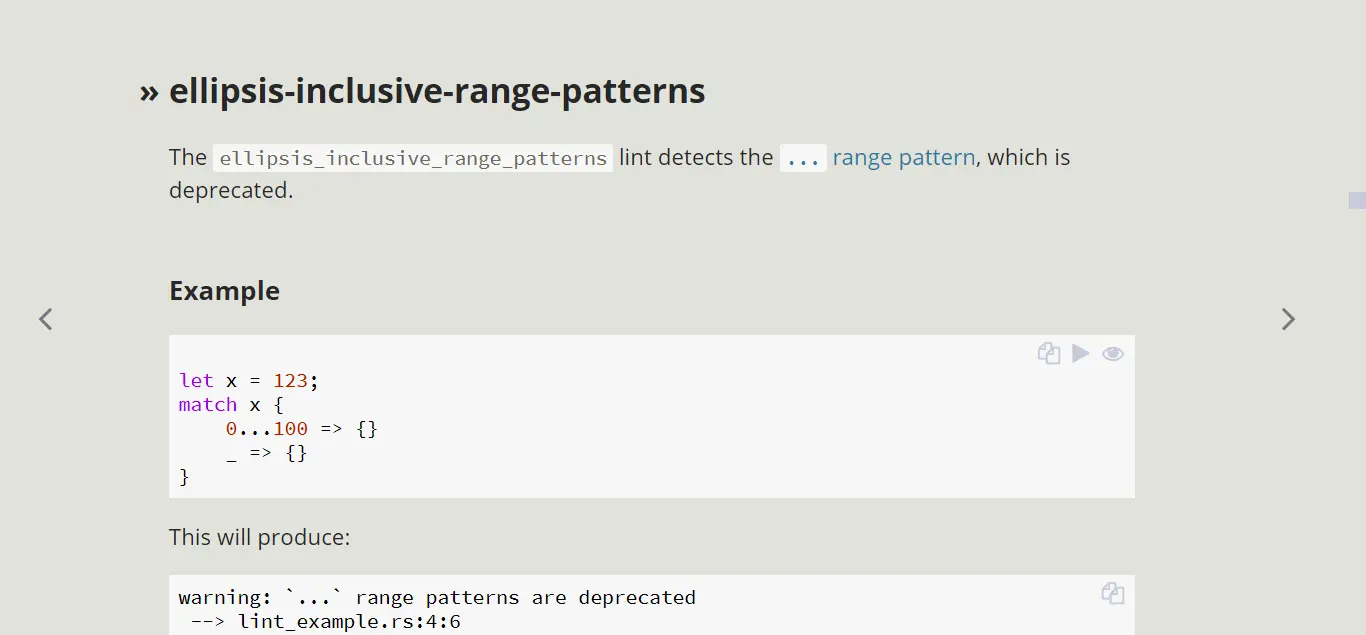 » ellipsis-inclusive-range-patterns
The ellipsis_inclusive_range_patterns lint detects the ... range pattern, which is
deprecated.
Example
let x = 123;
match x {
    0...100 => {}
    _ => {}
}
This will produce:
warning: `...` range patterns are deprecated
 --> lint_example.rs:4:6